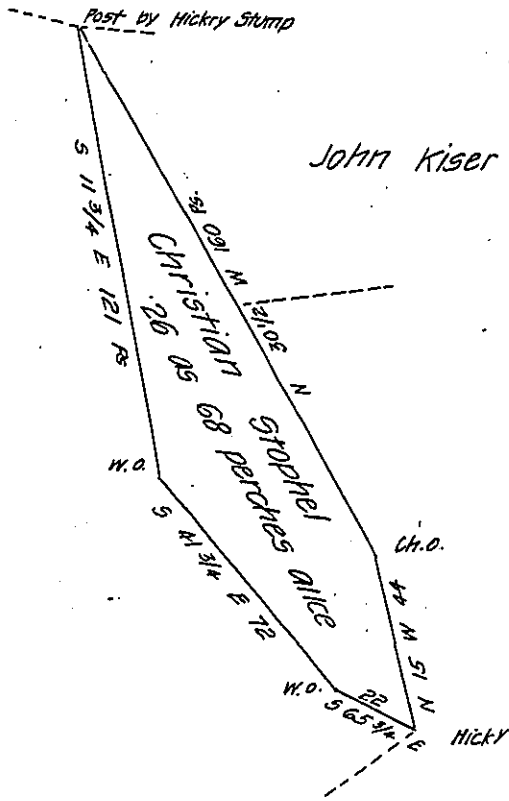 Post by Hickry Stump
John Kiser
S 11 3/4 E 121 Ps
N 30 1/2 W 160 Ps.
Christian Stophel
26 as 68 perches allce
W.O.
Ch.O.
S 41 3/4 E 72
N 15 W 44
W.O.
22
S 65 3/4 E
Hicky